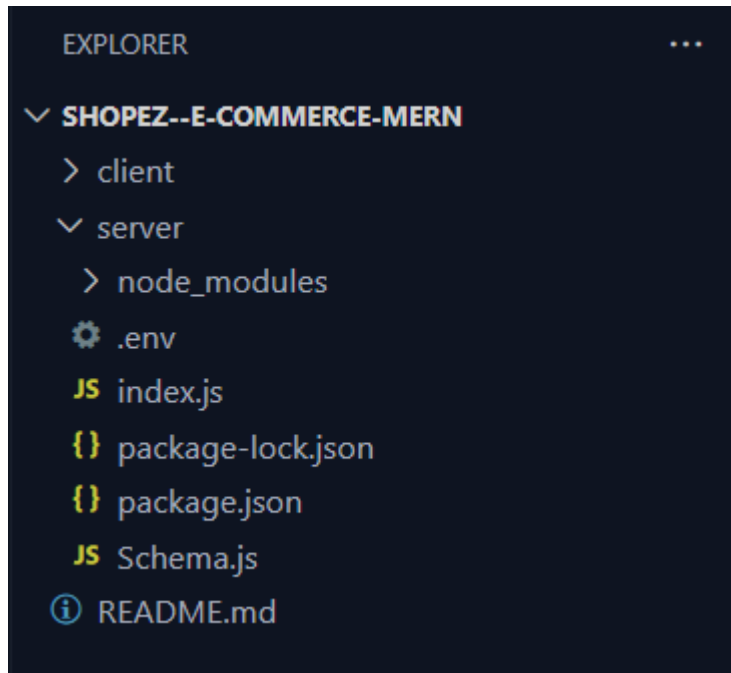 EXPLORER ...
SHOPEZ--E-COMMERCE-MERN
client
server
node_modules
.env
JS index.js
{} package-lock.json
{} package.json
JS Schema.js
README.md